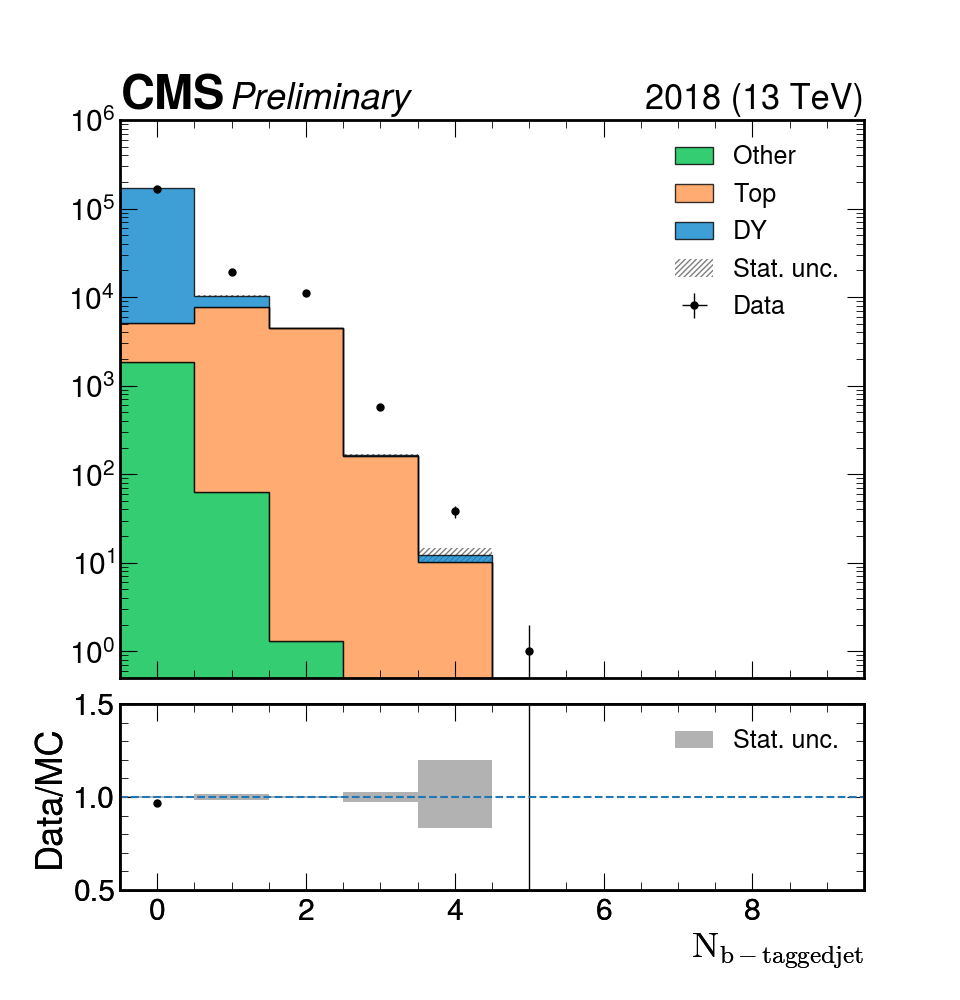 CMS Preliminary 2018 (13 TeV)
10^6
10^5
10^4
10^3
10^2
10^1
10^0
Other
Top
DY
Stat. unc.
Data
1.5
1.0
0.5
Data/MC
Stat. unc.
0 2 4 6 8
N_{b-taggedjet}